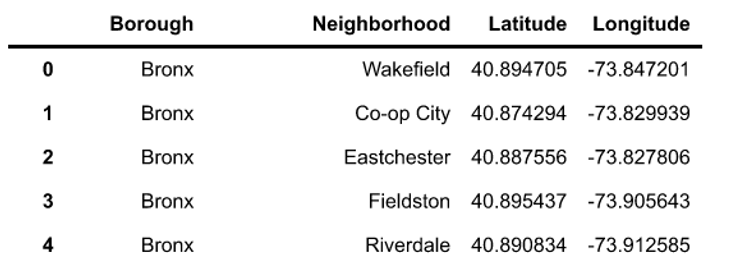 Borough Neighborhood Latitude Longitude
0 Bronx Wakefield 40.894705 -73.847201
1 Bronx Co-op City 40.874294 -73.829939
2 Bronx Eastchester 40.887556 -73.827806
3 Bronx Fieldston 40.895437 -73.905643
4 Bronx Riverdale 40.890834 -73.912585